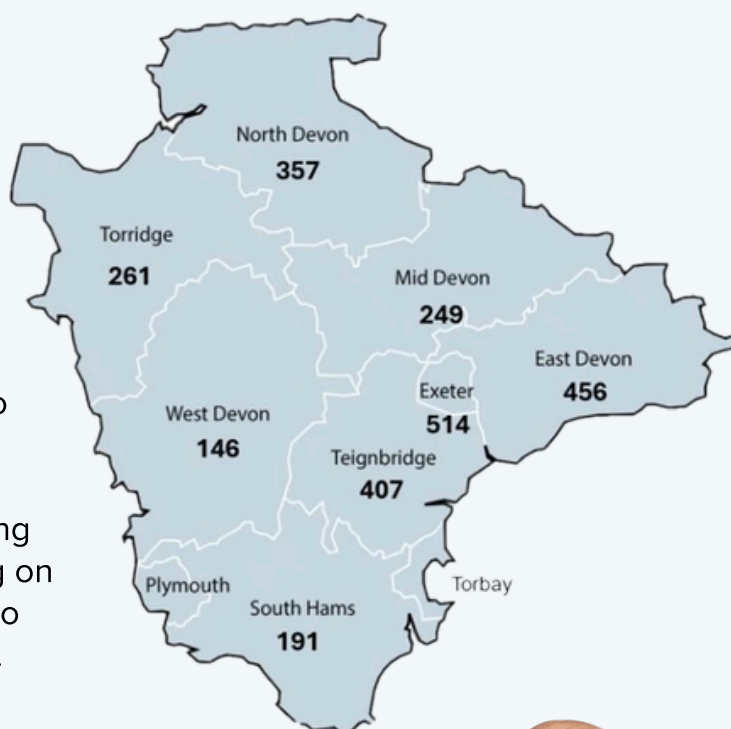 North Devon
357
Torridge
261
Mid Devon
249
East Devon
456
Exeter
514
West Devon
146
Teignbridge
407
Plymouth
Torbay
South Hams
191
on